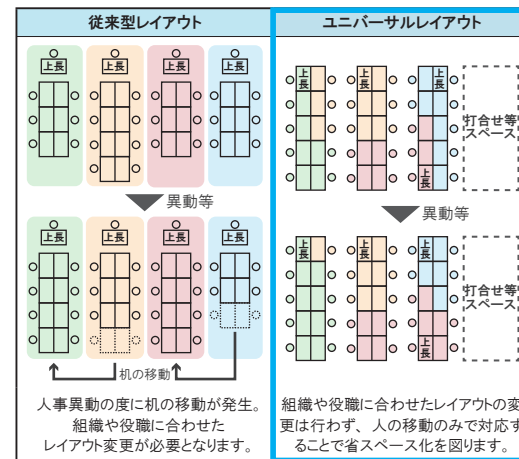 従来型レイアウト
ユニバーサルレイアウト
上長
上長
上長
上長
異動等
上長
上長
上長
上長
机の移動
人事異動の度に机の移動が発生。
組織や役職に合わせた
レイアウト変更が必要となります。
上長
上長
上長
上長
打合せ等
スペース
異動等
上長
上長
上長
上長
打合せ等
スペース
組織や役職に合わせたレイアウトの変
更は行わず、人の移動のみで対応す
ることで省スペース化を図ります。